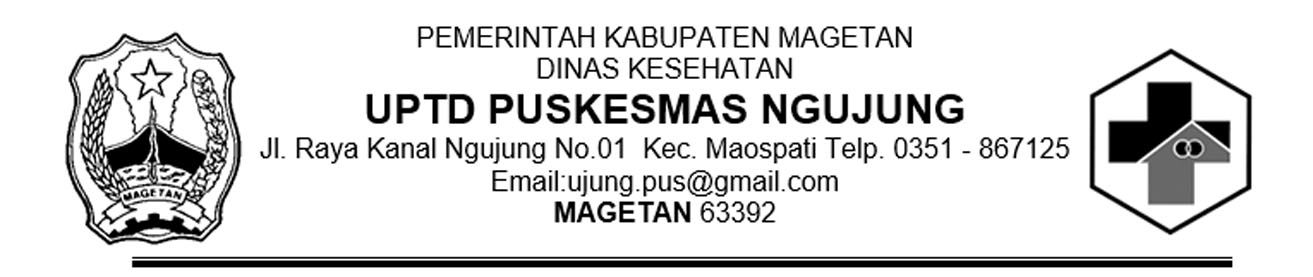 PEMERINTAH KABUPATEN MAGETAN
DINAS KESEHATAN
UPTD PUSKESMAS NGUJUNG
Jl. Raya Kanal Ngujung No.01 Kec. Maospati Telp. 0351 - 867125
Email:ujung.pus@gmail.com
MAGETAN 63392
MAGETAN